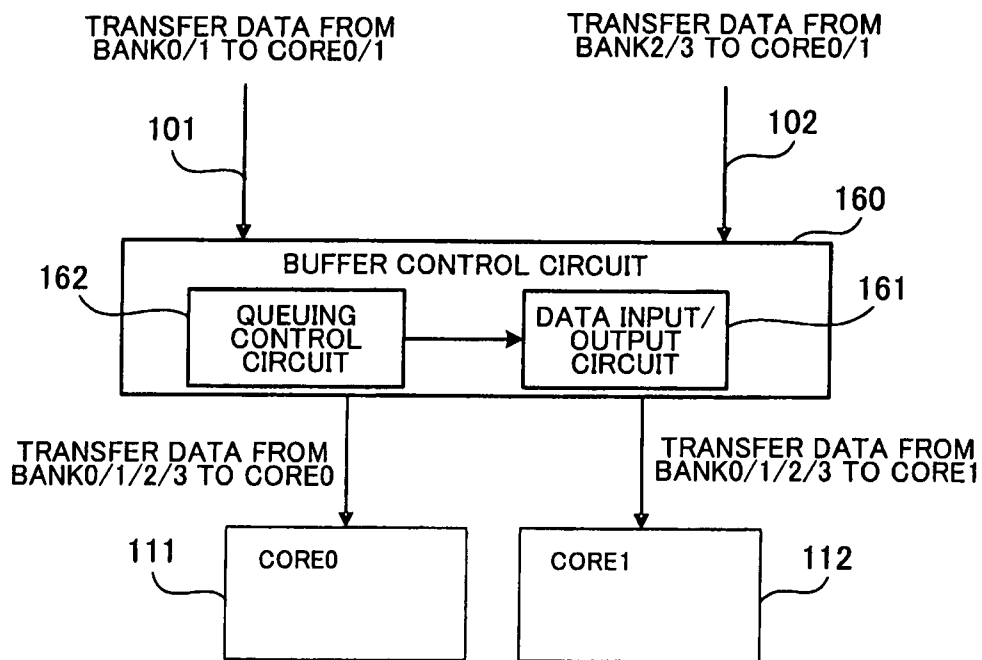 TRANSFER DATA FROM
BANK0/1 TO CORE0/1
TRANSFER DATA FROM
BANK2/3 TO CORE0/1
101
102
160
BUFFER CONTROL CIRCUIT
162
QUEUING
CONTROL
CIRCUIT
DATA INPUT/
OUTPUT
CIRCUIT
161
TRANSFER DATA FROM
BANK0/1/2/3 TO CORE0
TRANSFER DATA FROM
BANK0/1/2/3 TO CORE1
111
CORE0
CORE1
112